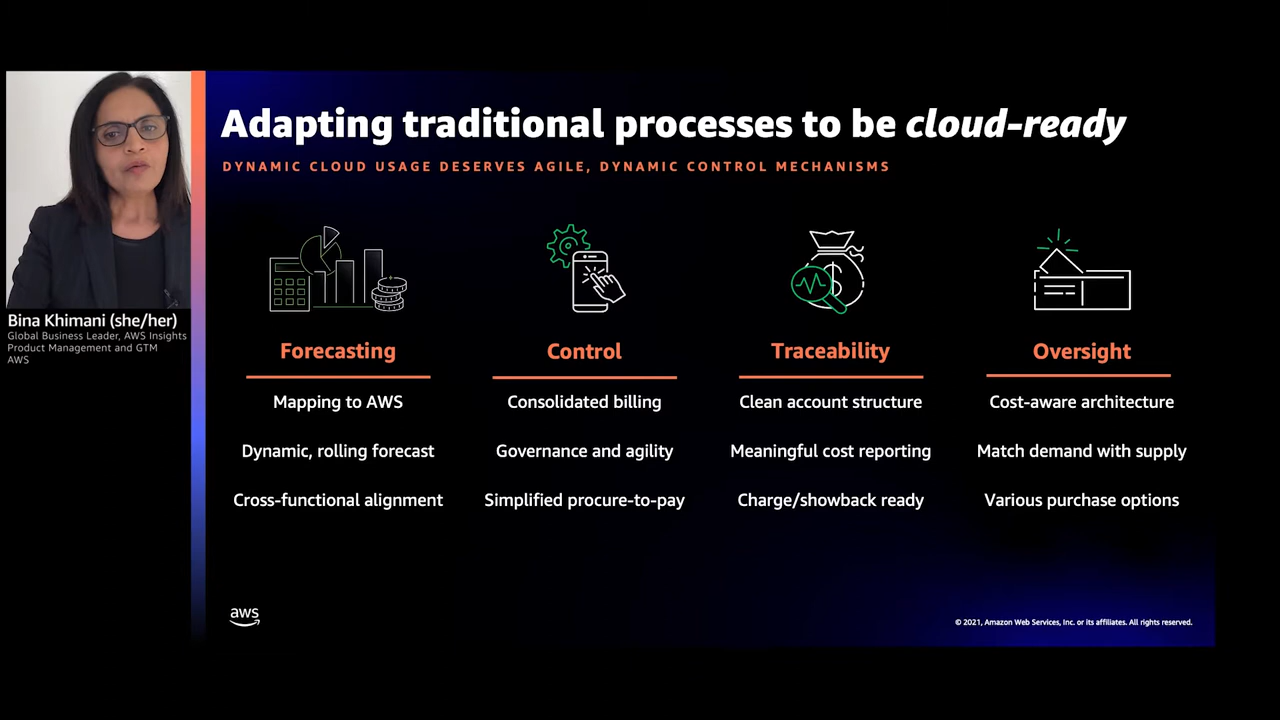 Adapting traditional processes to be cloud-ready
DYNAMIC CLOUD USAGE DESERVES AGILE, DYNAMIC CONTROL MECHANISMS
Bina Khimani (she/her)
Global Business Leader, AWS Insights
Product Management and GTM
AWS
Forecasting
Mapping to AWS
Dynamic, rolling forecast
Cross-functional alignment
Control
Consolidated billing
Governance and agility
Simplified procure-to-pay
Traceability
Clean account structure
Meaningful cost reporting
Charge/showback ready
Oversight
Cost-aware architecture
Match demand with supply
Various purchase options
aws
© 2021, Amazon Web Services, Inc. or its affiliates. All rights reserved.